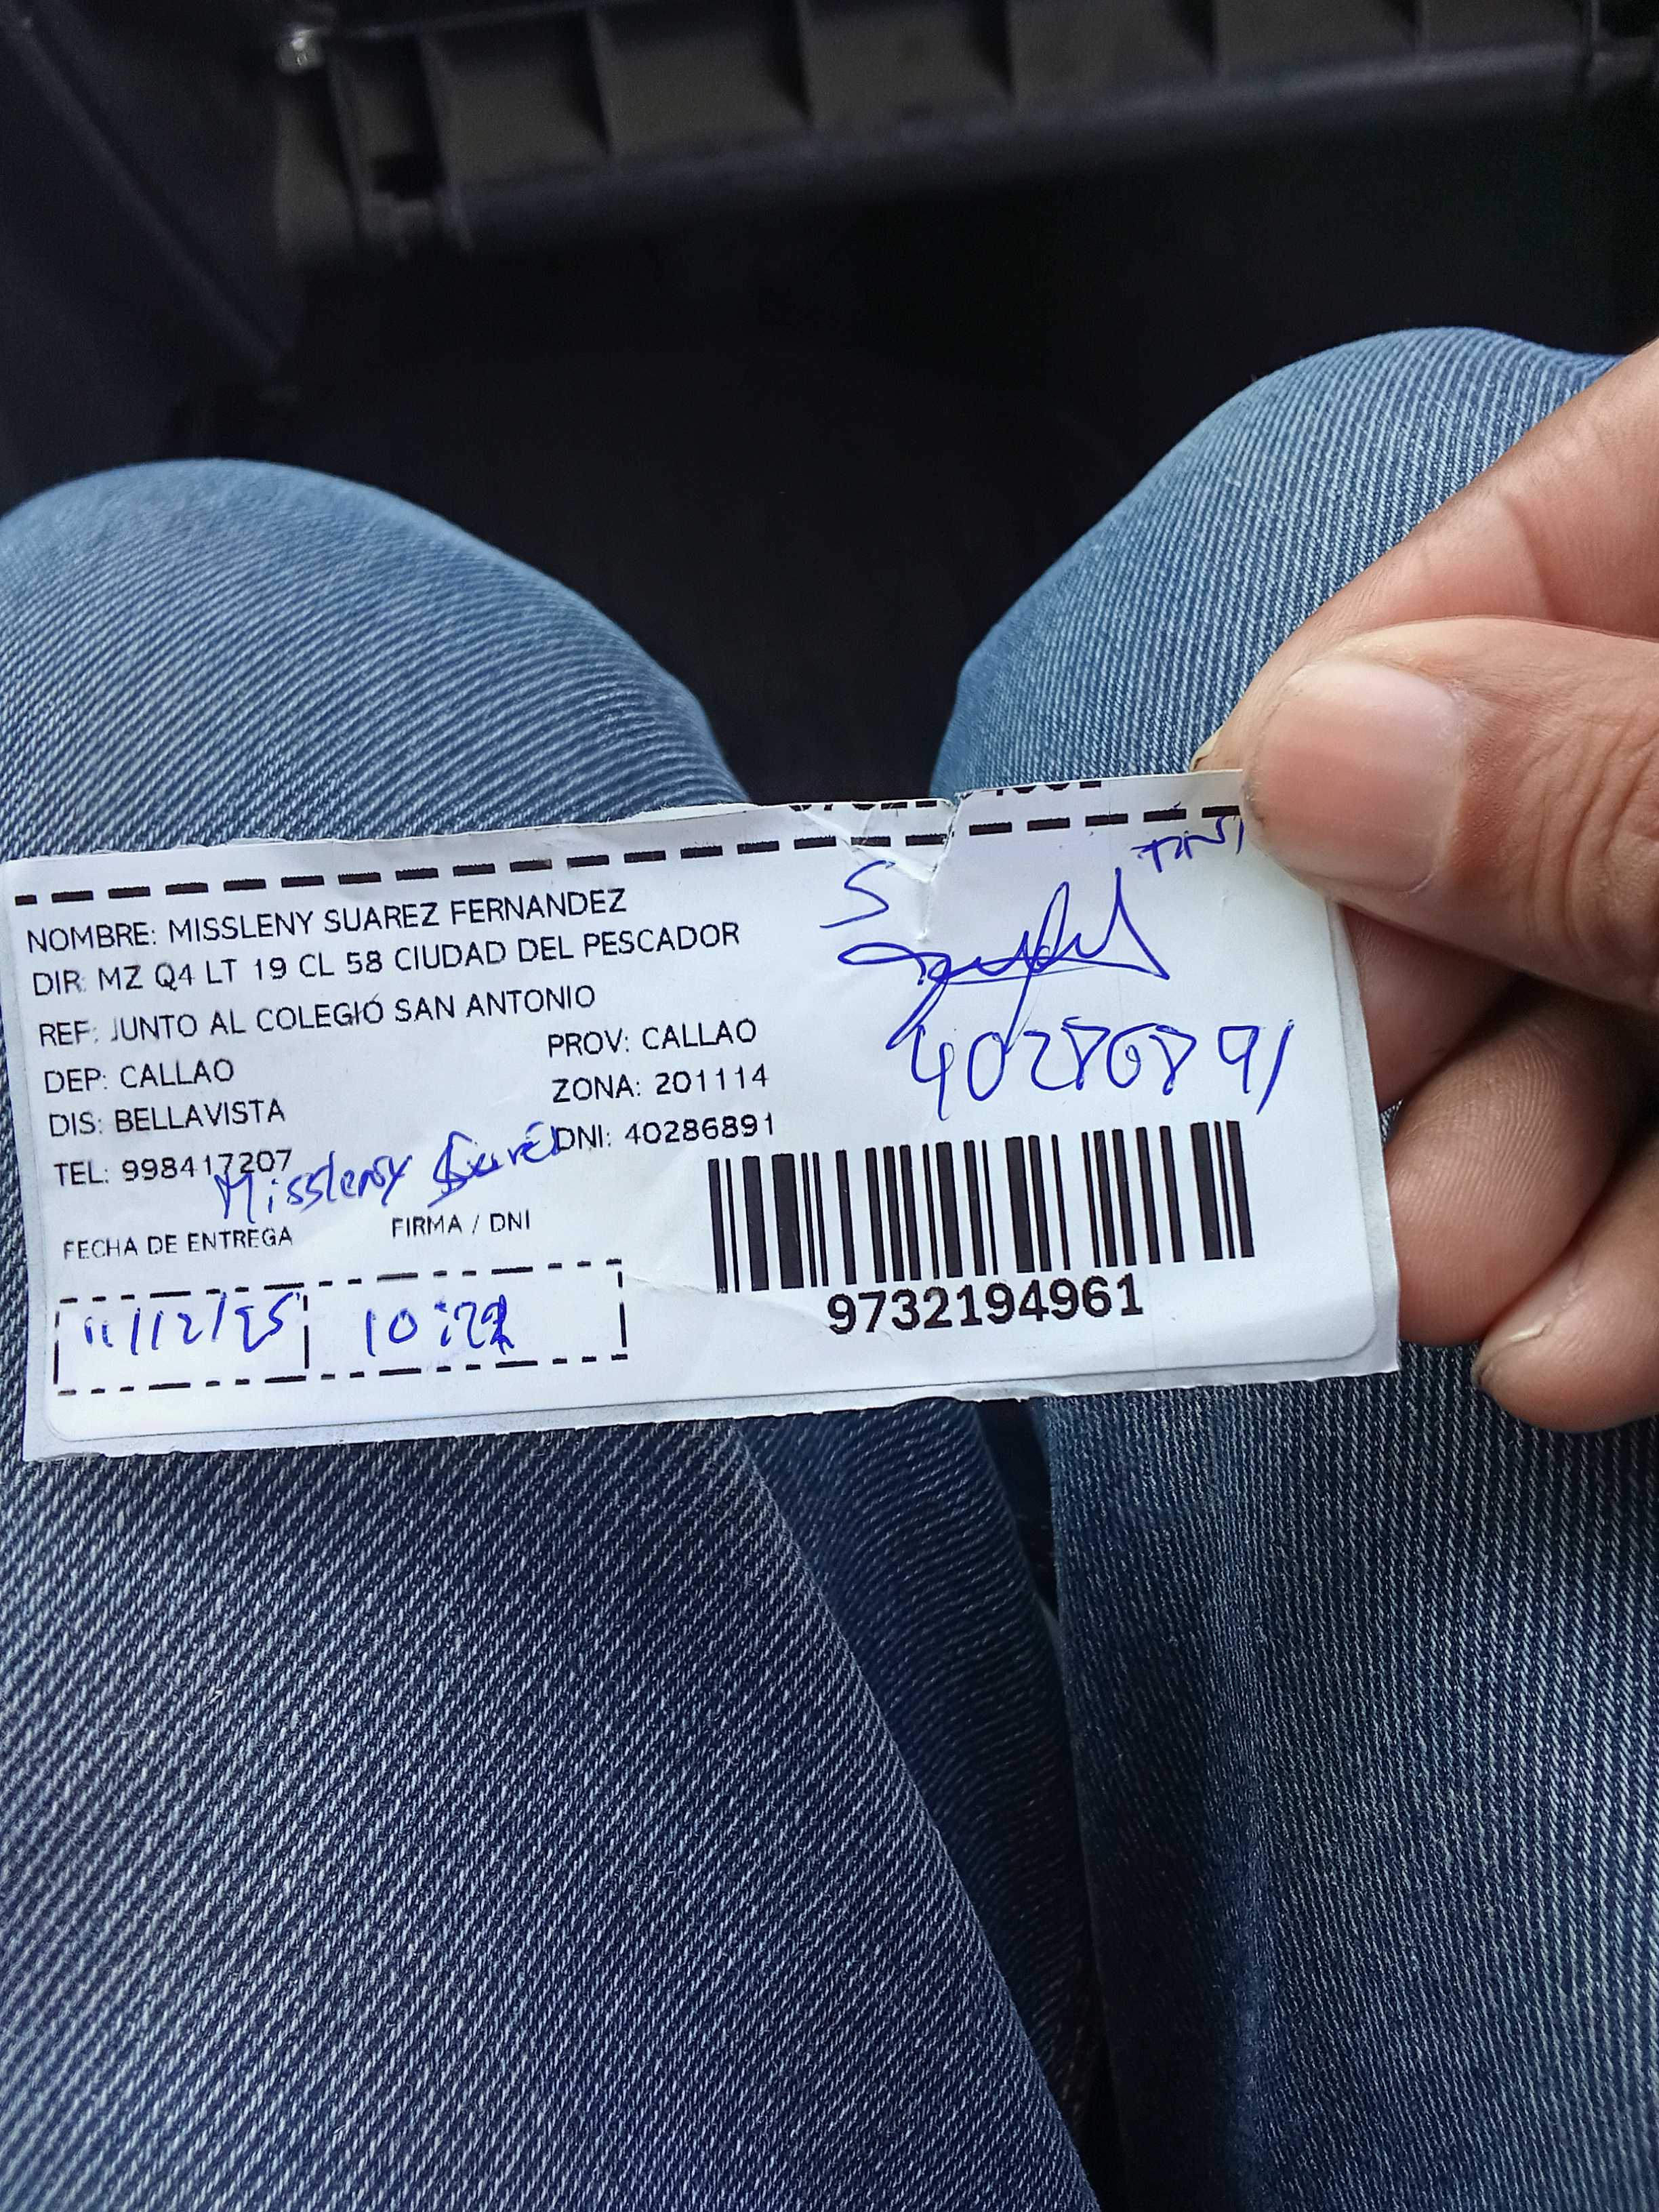 NOMBRE: MISSLENY SUAREZ FERNANDEZ
DIR: MZ Q4 LT 19 CL 58 CIUDAD DEL PESCADOR
REF: JUNTO AL COLEGIO SAN ANTONIO
DEP: CALLAO
PROV: CALLAO
DIS: BELLAVISTA
ZONA: 201114
TEL: 998417207
DNI: 40286891
Missleny
FECHA DE ENTREGA
FIRMA / DNI
11/12/25
40286891
9732194961